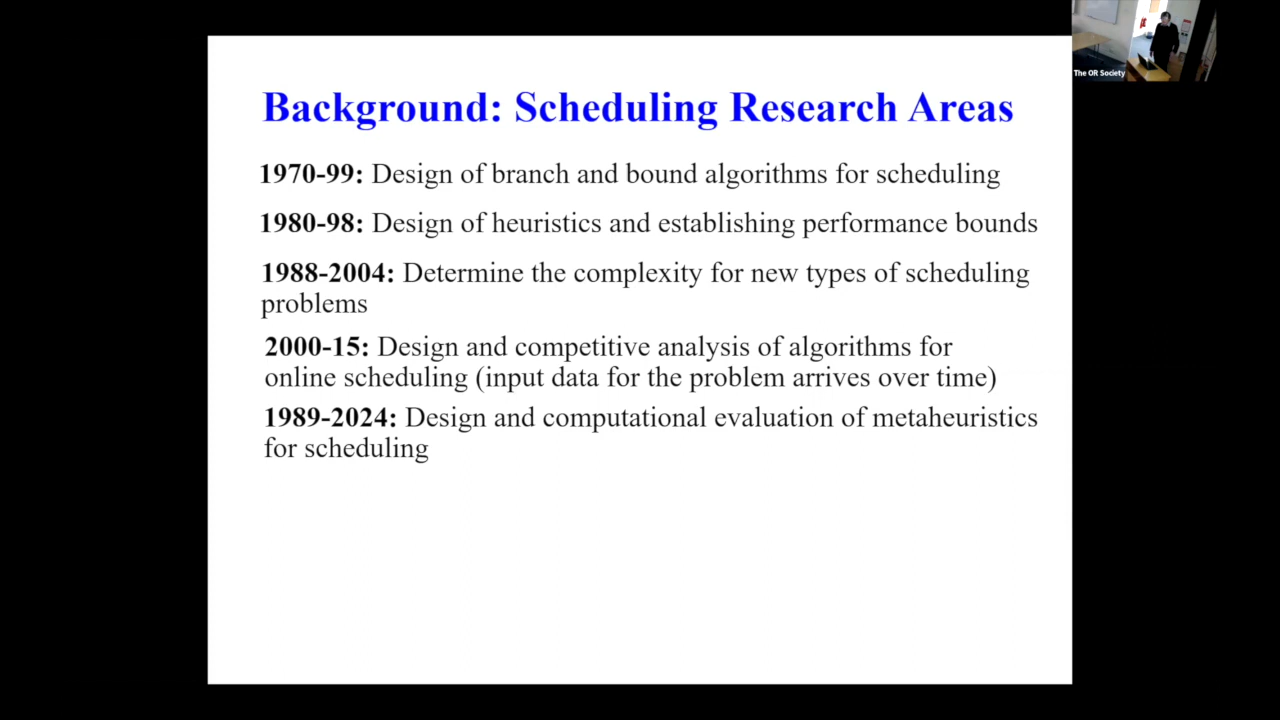 The OR Society
Background: Scheduling Research Areas
1970-99: Design of branch and bound algorithms for scheduling
1980-98: Design of heuristics and establishing performance bounds
1988-2004: Determine the complexity for new types of scheduling
problems
2000-15: Design and competitive analysis of algorithms for
online scheduling (input data for the problem arrives over time)
1989-2024: Design and computational evaluation of metaheuristics
for scheduling